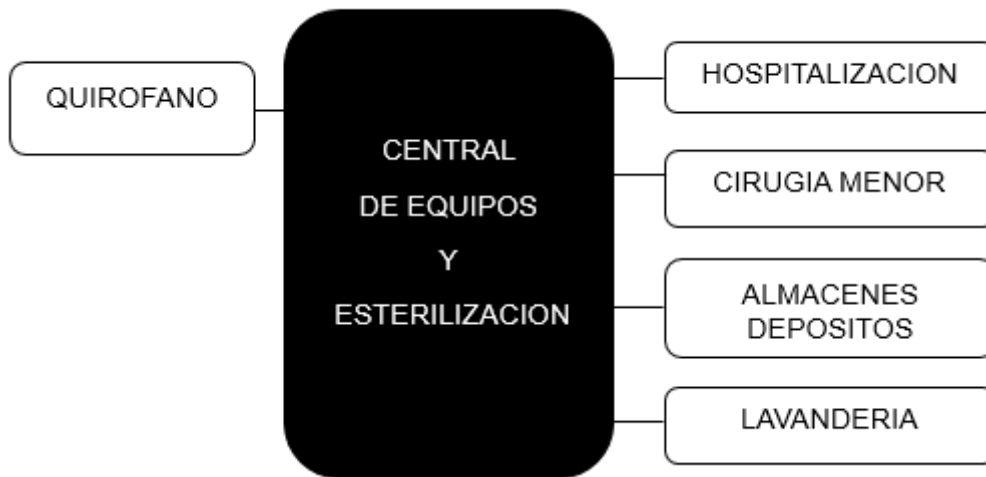 QUIROFANO
CENTRAL
DE EQUIPOS
Y
ESTERILIZACION
HOSPITALIZACION
CIRUGIA MENOR
ALMACENES
DEPOSITOS
LAVANDERIA